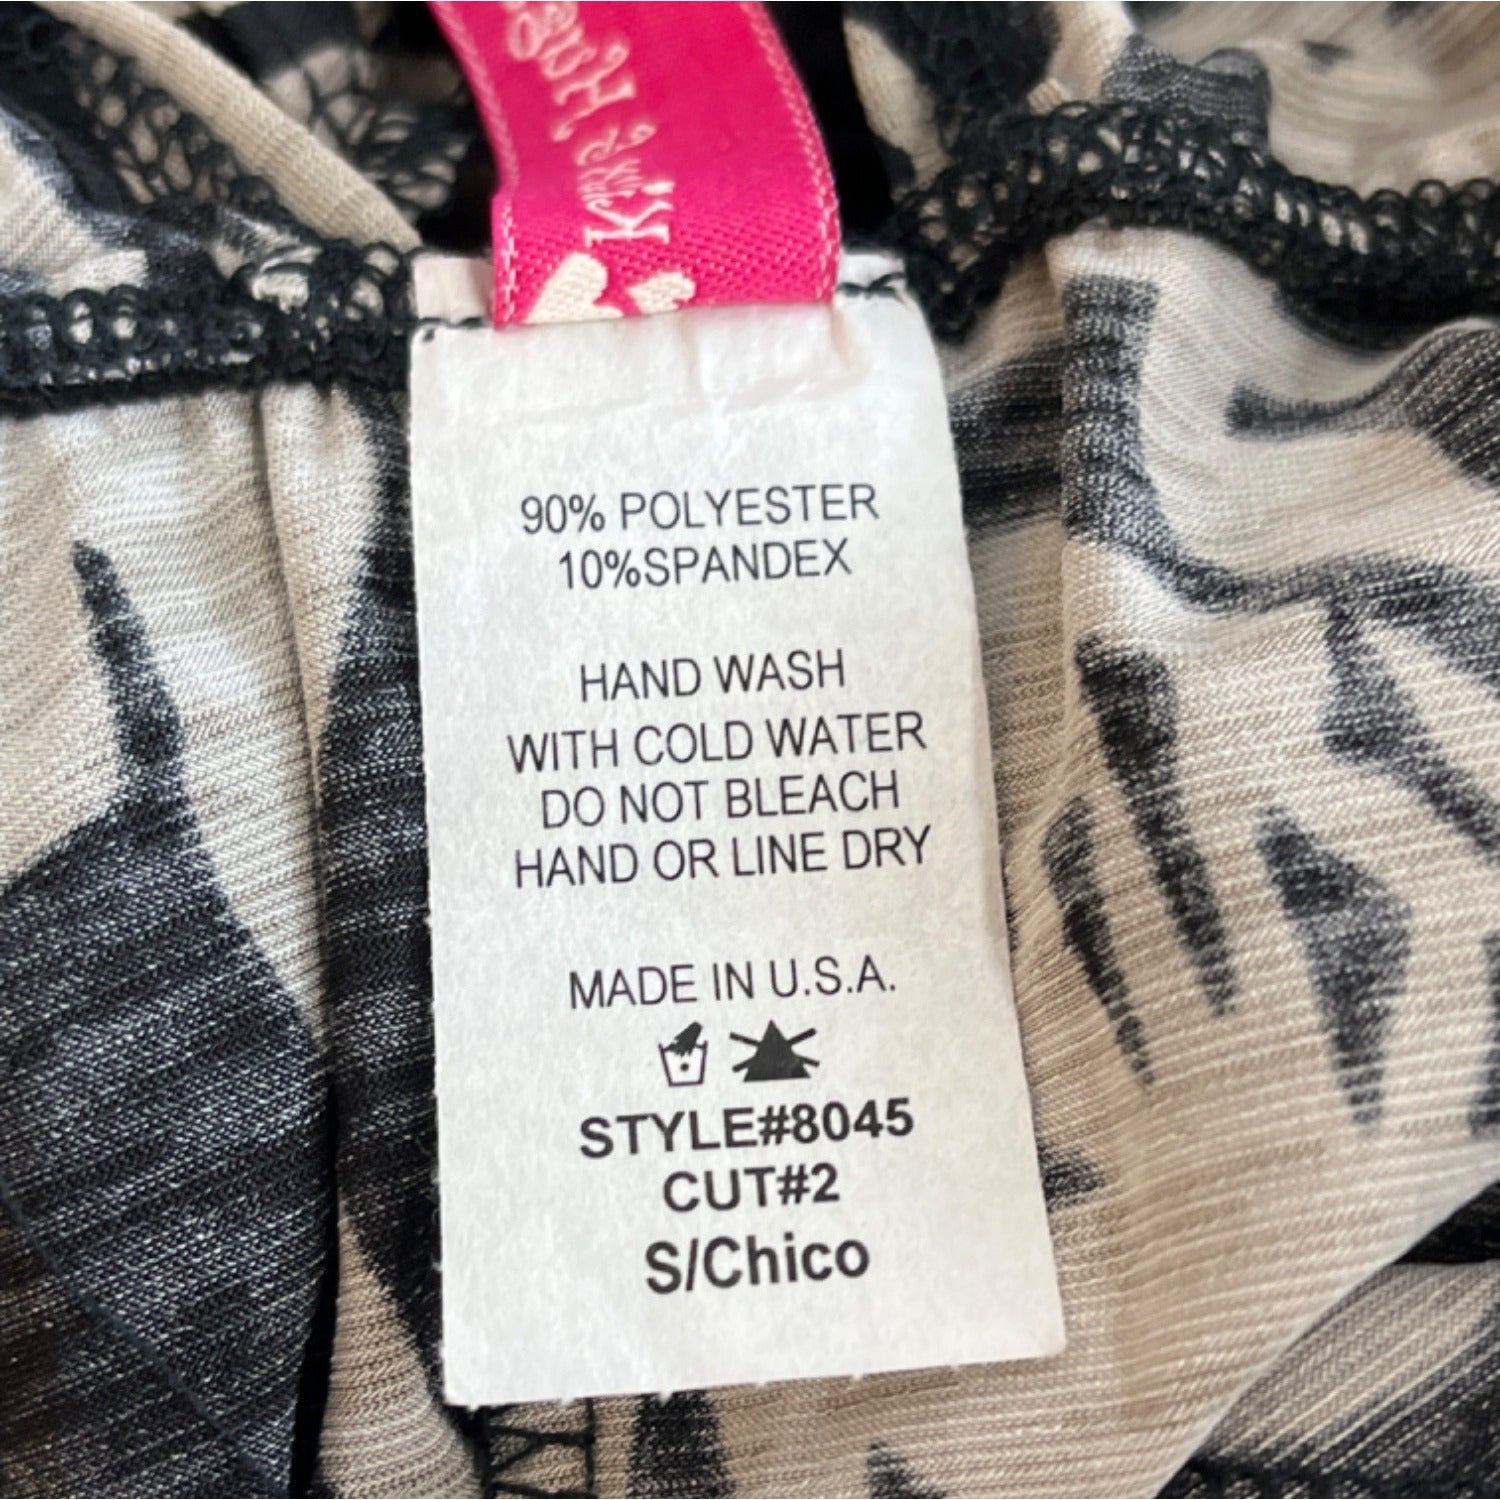 90% POLYESTER
10%SPANDEX
HAND WASH
WITH COLD WATER
DO NOT BLEACH
HAND OR LINE DRY
MADE IN U.S.A.
STYLE#8045
CUT#2
S/Chico